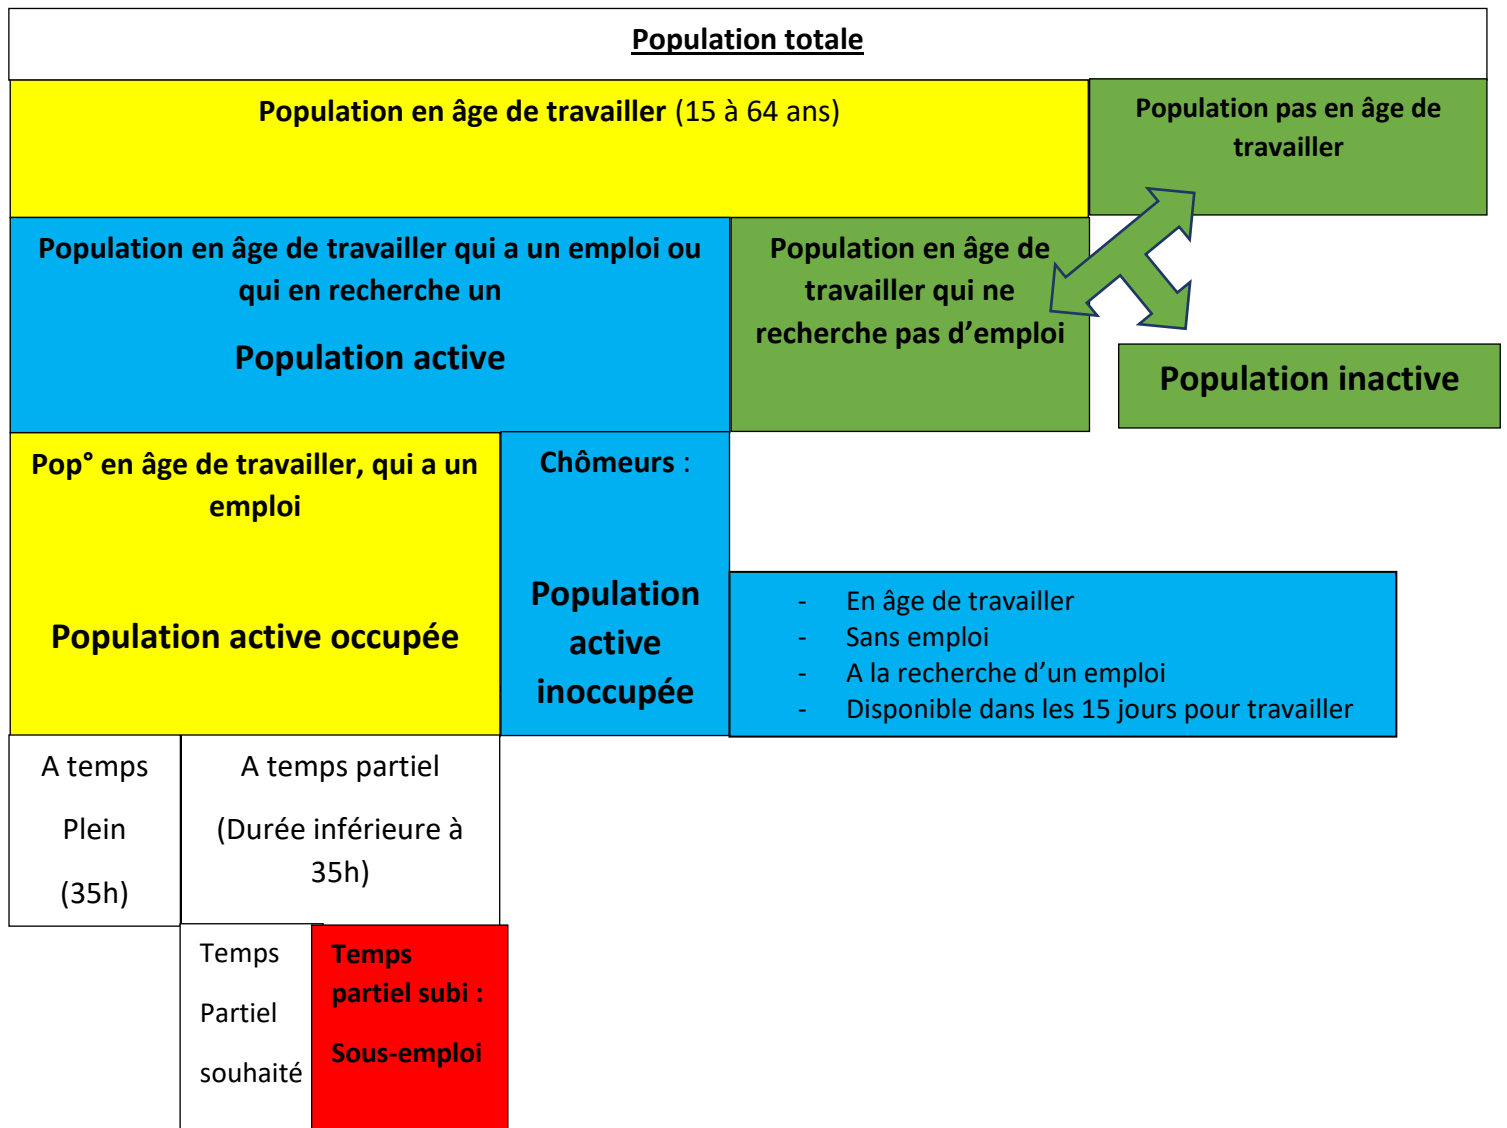 Population totale
Population en âge de travailler (15 à 64 ans)
Population pas en âge de
travailler
Population en âge de travailler qui a un emploi ou
qui en recherche un
Population active
Population en âge de
travailler qui ne
recherche pas d’emploi
Population inactive
Pop° en âge de travailler, qui a un
emploi
Population active occupée
Chômeurs :
Population
active
inoccupée
- En âge de travailler
- Sans emploi
- A la recherche d’un emploi
- Disponible dans les 15 jours pour travailler
A temps
Plein
(35h)
A temps partiel
(Durée inférieure à
35h)
Temps
Partiel
souhaité
Temps
partiel subi :
Sous-emploi